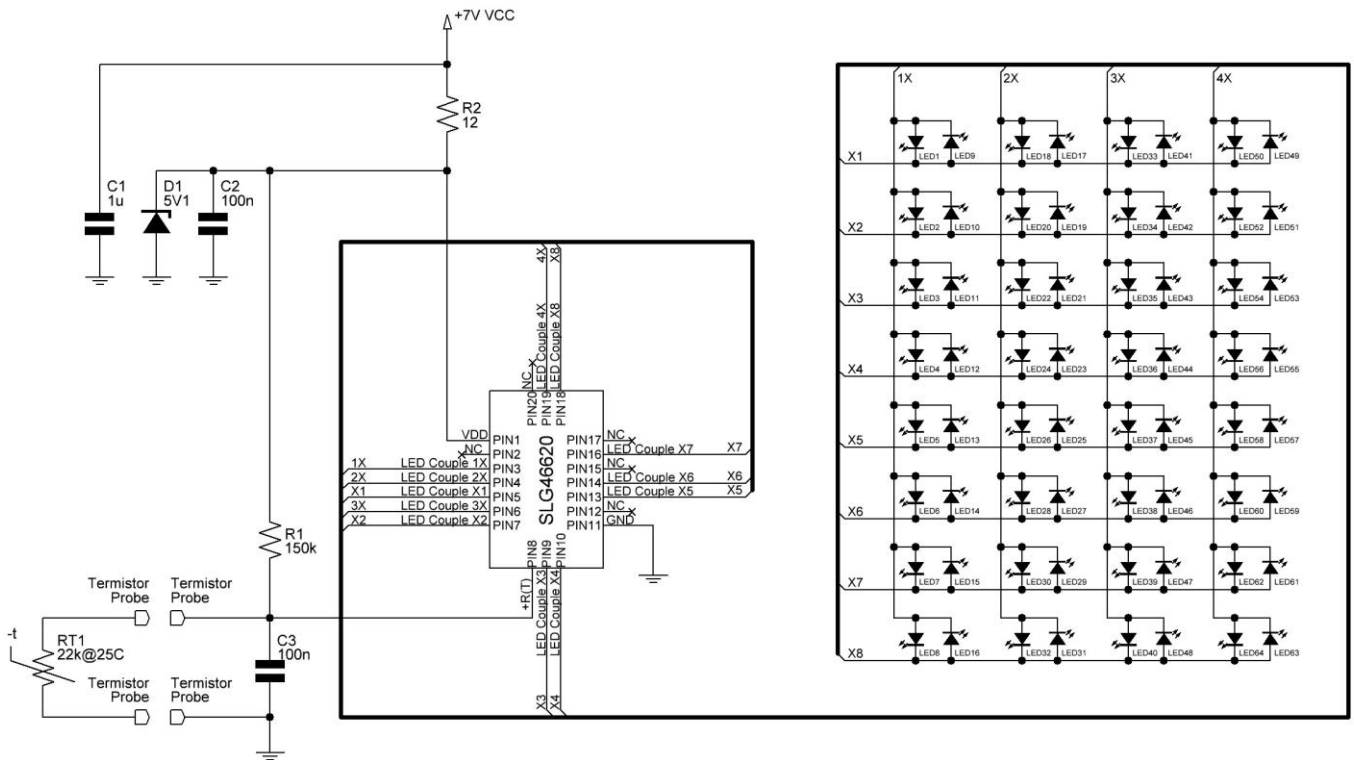 +7V VCC
R2
12
C1
1u
D1
5V1
C2
100n
R1
150k
Termistor
Probe
Termistor
Probe
-t
RT1
22k@25C
C3
100n
Termistor
Probe
Termistor
Probe
+R(T)
4X
X8
LED Couple 4X
LED Couple X8
NC
PIN20
PIN19
PIN18
VDD
PIN1
NC
PIN2
1X LED Couple 1X PIN3
2X LED Couple 2X PIN4
X1 LED Couple X1 PIN5
3X LED Couple 3X PIN6
X2 LED Couple X2 PIN7
SLG46620
PIN17 NC
PIN16 LED Couple X7 X7
PIN15 NC
PIN14 LED Couple X6 X6
PIN13 LED Couple X5 X5
PIN12 NC
PIN11 GND
PIN8
PIN9
PIN10
LED Couple X3
LED Couple X4
X3
X4
1X 2X 3X 4X
X1 LED1 LED9 LED18 LED17 LED33 LED41 LED50 LED49
X2 LED2 LED10 LED20 LED19 LED34 LED42 LED52 LED51
X3 LED3 LED11 LED22 LED21 LED35 LED43 LED54 LED53
X4 LED4 LED12 LED24 LED23 LED36 LED44 LED56 LED55
X5 LED5 LED13 LED26 LED25 LED37 LED45 LED58 LED57
X6 LED6 LED14 LED28 LED27 LED38 LED46 LED60 LED59
X7 LED7 LED15 LED30 LED29 LED39 LED47 LED62 LED61
X8 LED8 LED16 LED32 LED31 LED40 LED48 LED64 LED63